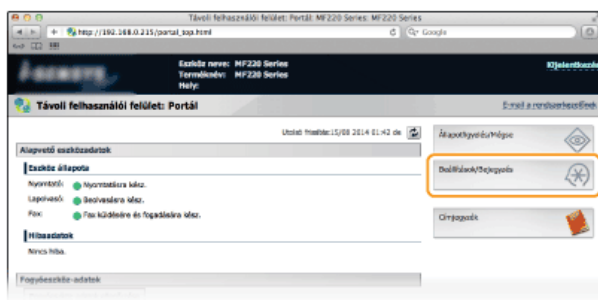 Távoli felhasználói felület: Portál: MF220 Series: MF220 Series
http://192.168.0.215/portal_top.html
Google
Eszköz neve: MF220 Series
Terméknév: MF220 Series
Hely:
Kijelentkezés
Távoli felhasználói felület: Portál
E-mail a rendszerkezelőnek
Utolsó frissítés:15/08 2014 01:42 de
Alapvető eszközadatok
Eszköz állapota
Nyomtató: Nyomtatásra kész.
Lapolvasó: Beolvasásra kész.
Fax: Fax küldésére és fogadására kész.
Hibaadatok
Nincs hiba.
Fogyóeszköz-adatok
Állapotfigyelés/Mégse
Beállítások/Bejegyzés
Címjegyzék